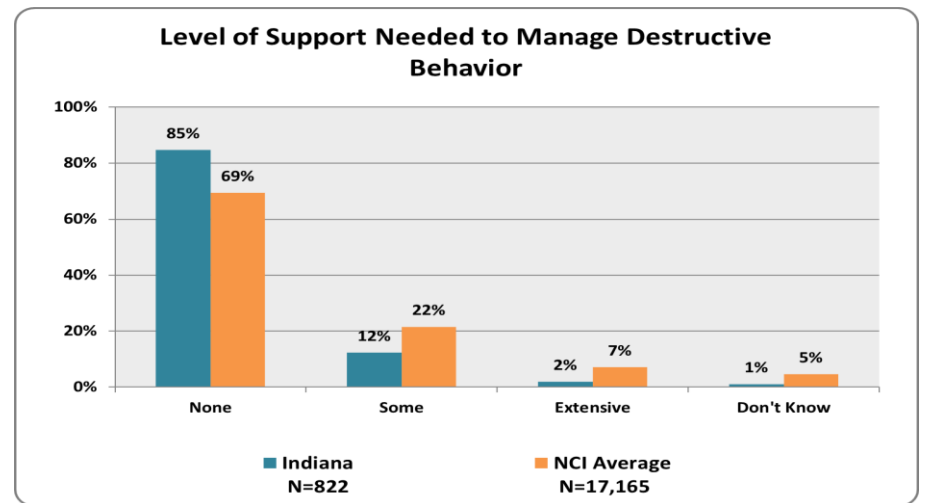 Level of Support Needed to Manage Destructive
Behavior
100%
80%
60%
40%
20%
0%
85%
69%
12%
22%
2%
7%
1%
5%
None
Some
Extensive
Don't Know
Indiana
N=822
NCI Average
N=17,165